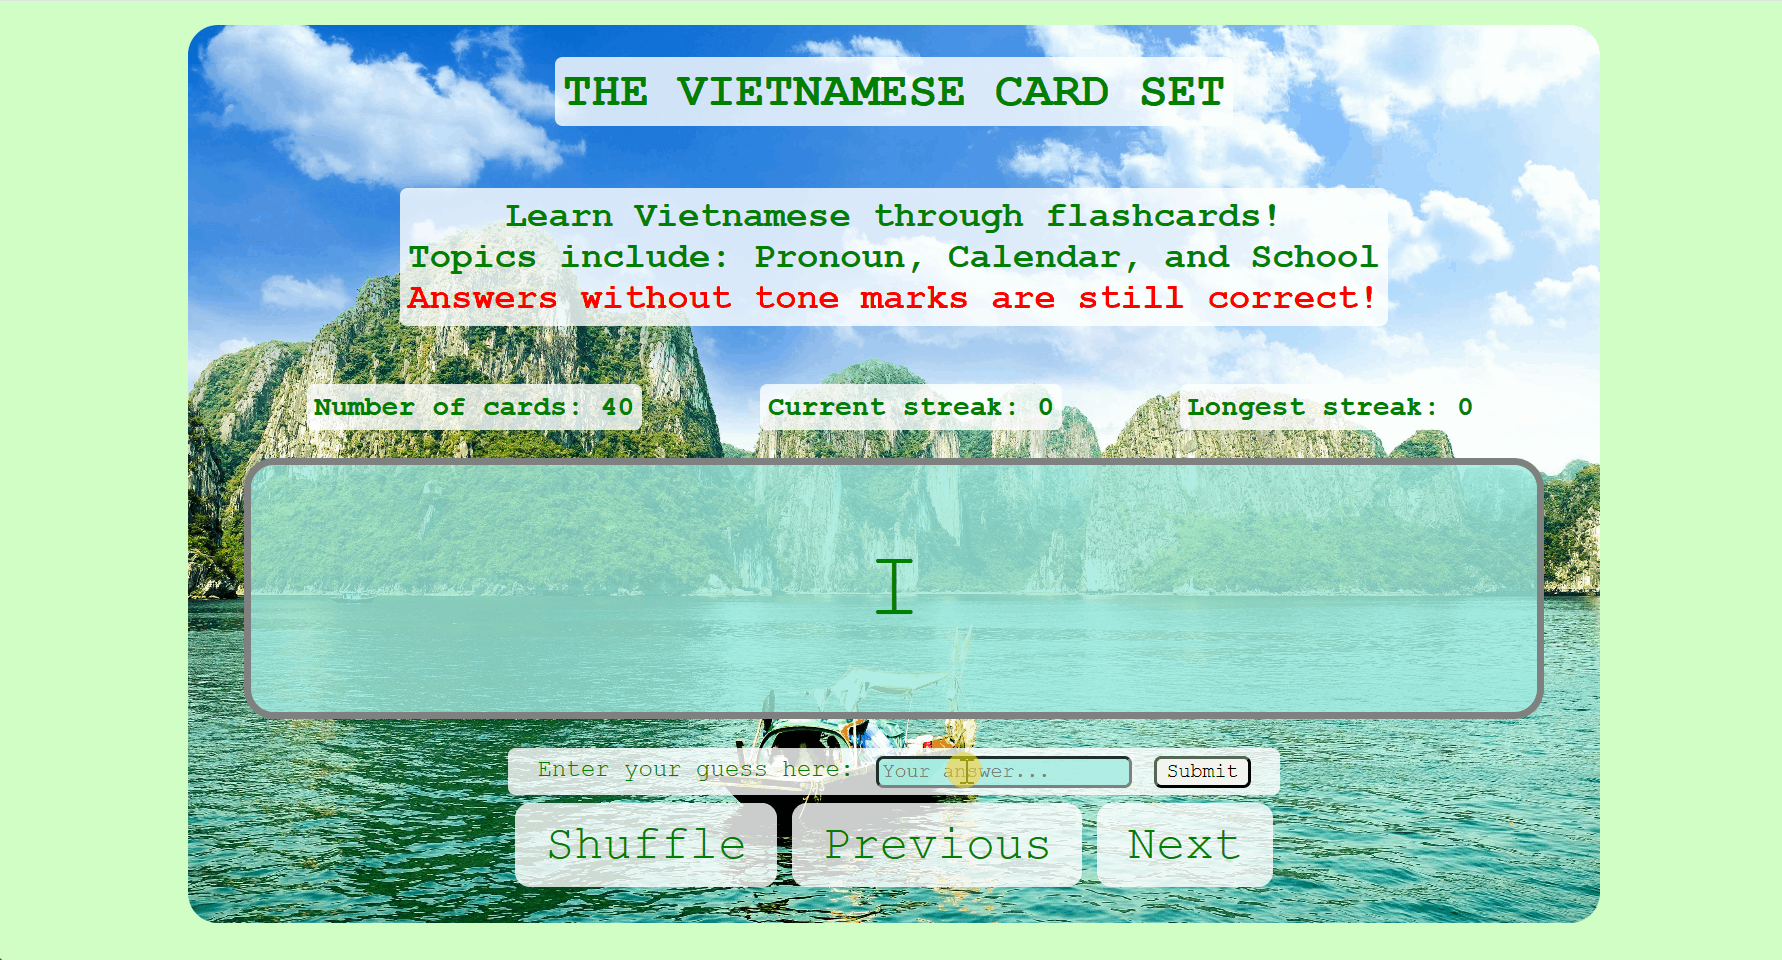 THE VIETNAMESE CARD SET
Learn Vietnamese through flashcards!
Topics include: Pronoun, Calendar, and School
Answers without tone marks are still correct!
Number of cards: 40
Current streak: 0
Longest streak: 0
I
Enter your guess here: Your answer... Submit
Shuffle Previous Next